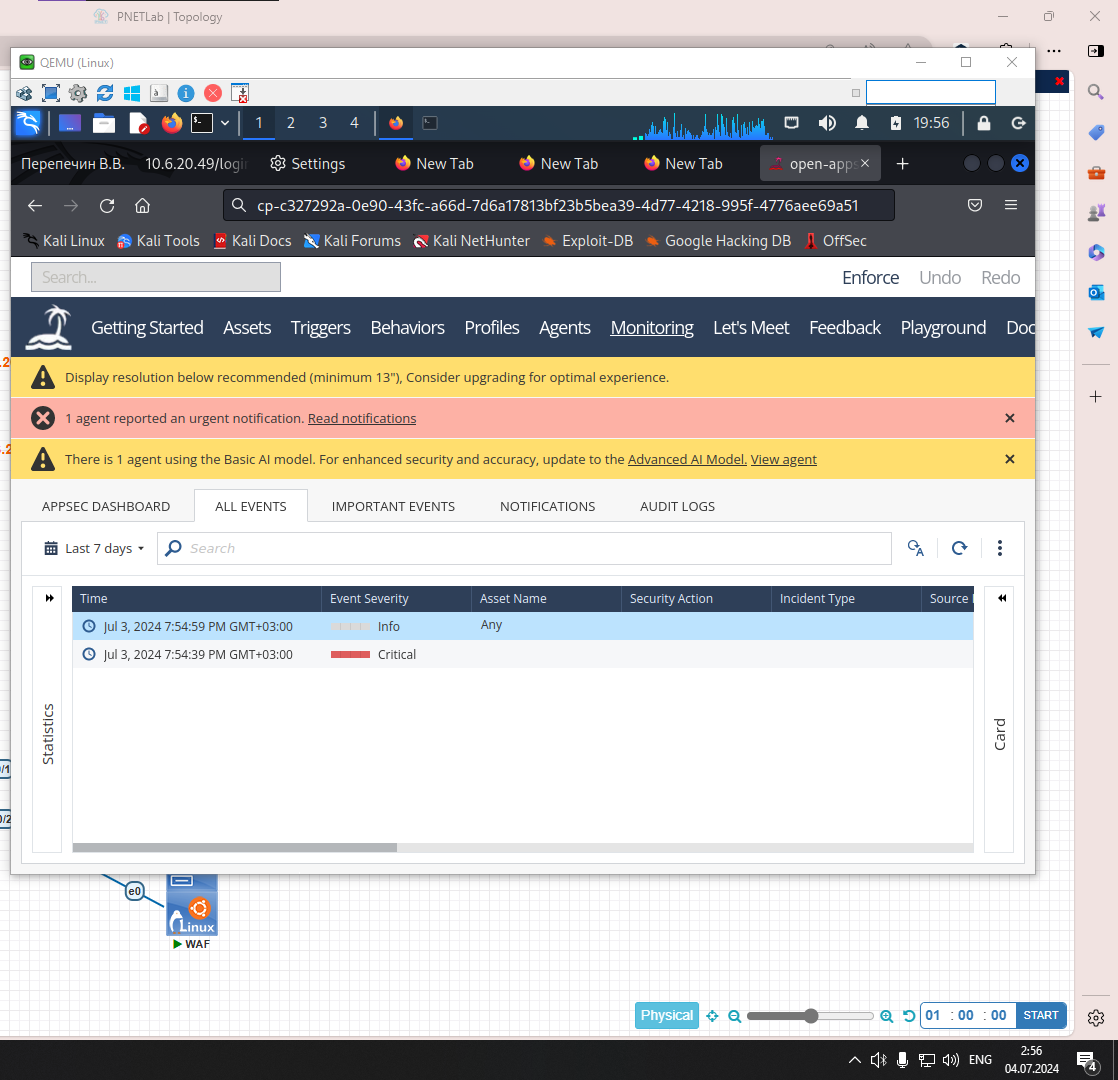 PNETLab | Topology
QEMU (Linux)
1 2 3 4 19:56
Перепечин В.В. 10.6.20.49/logi Settings New Tab New Tab New Tab open-apps
cp-c327292a-0e90-43fc-a66d-7d6a17813bf23b5bea39-4d77-4218-995f-4776aee69a51
Kali Linux Kali Tools Kali Docs Kali Forums Kali NetHunter Exploit-DB Google Hacking DB OffSec
Search... Enforce Undo Redo
Getting Started Assets Triggers Behaviors Profiles Agents Monitoring Let's Meet Feedback Playground Doc
Display resolution below recommended (minimum 13"), Consider upgrading for optimal experience.
1 agent reported an urgent notification. Read notifications
There is 1 agent using the Basic AI model. For enhanced security and accuracy, update to the Advanced AI Model. View agent
APPSEC DASHBOARD ALL EVENTS IMPORTANT EVENTS NOTIFICATIONS AUDIT LOGS
Last 7 days Search
Time Event Severity Asset Name Security Action Incident Type Source
Jul 3, 2024 7:54:59 PM GMT+03:00 Info Any
Jul 3, 2024 7:54:39 PM GMT+03:00 Critical
Statistics
Card
e0
Linux
WAF
Physical 01 : 00 : 00 START
ENG 2:56
04.07.2024
4